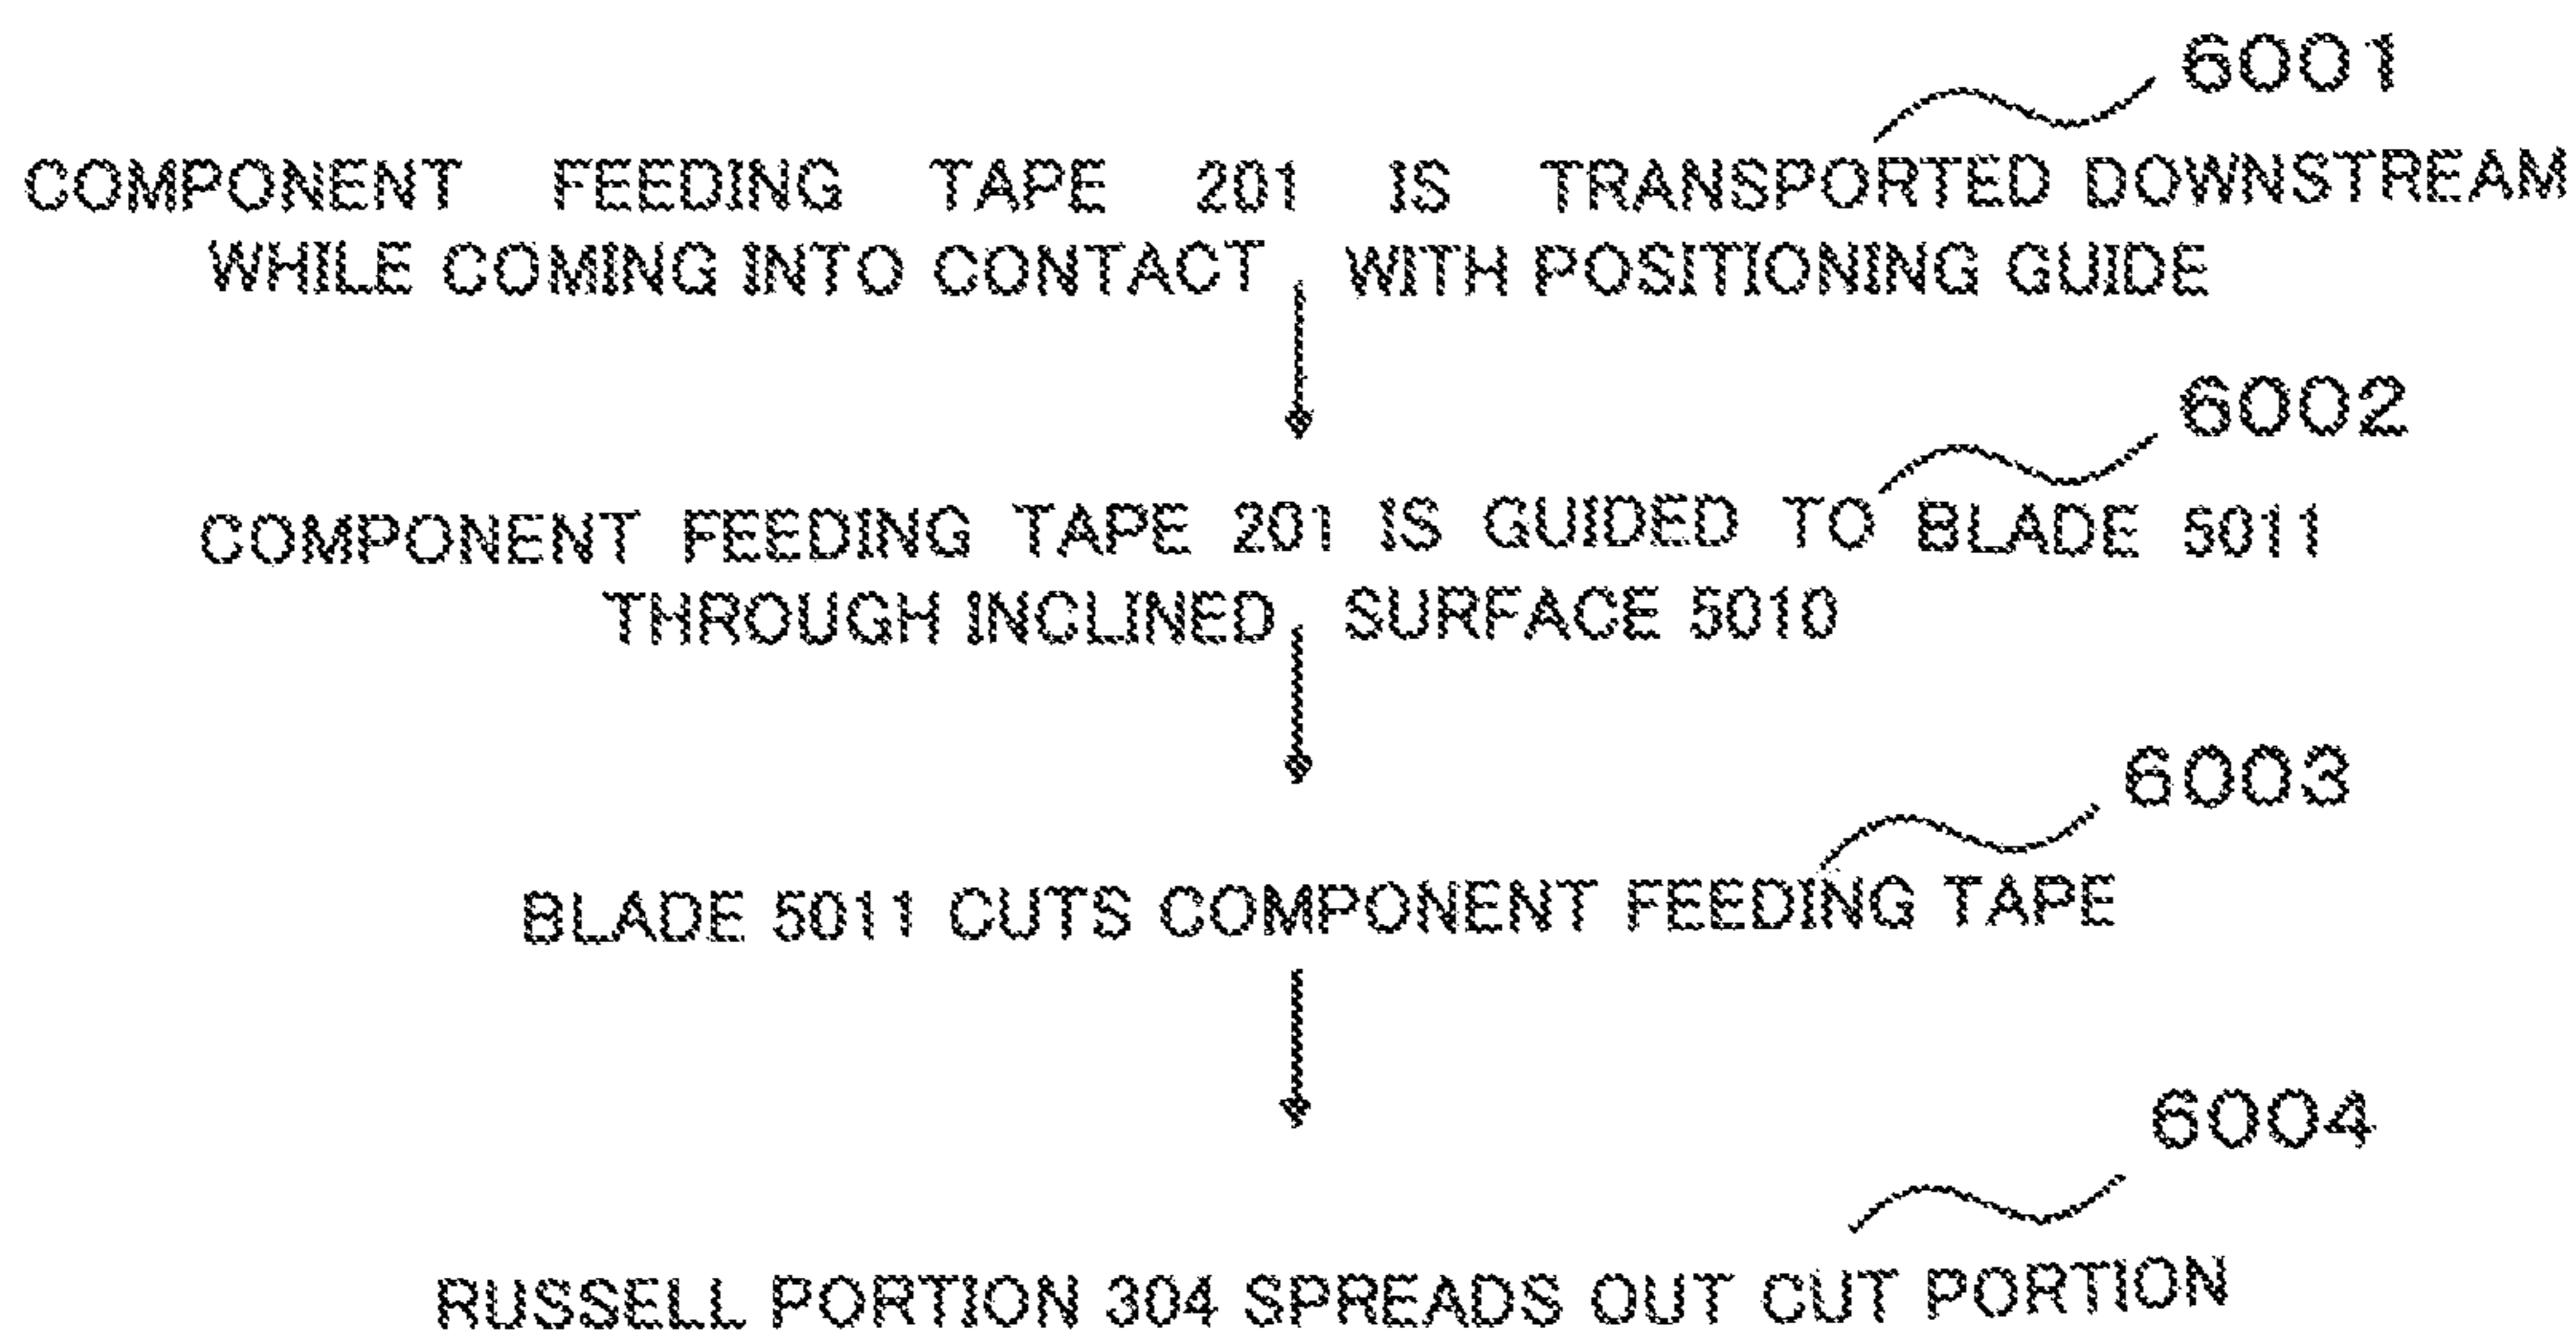 6001
COMPONENT FEEDING TAPE 201 IS TRANSPORTED DOWNSTREAM
WHILE COMING INTO CONTACT WITH POSITIONING GUIDE
6002
COMPONENT FEEDING TAPE 201 IS GUIDED TO BLADE 5011
THROUGH INCLINED SURFACE 5010
6003
BLADE 5011 CUTS COMPONENT FEEDING TAPE
6004
RUSSELL PORTION 304 SPREADS OUT CUT PORTION